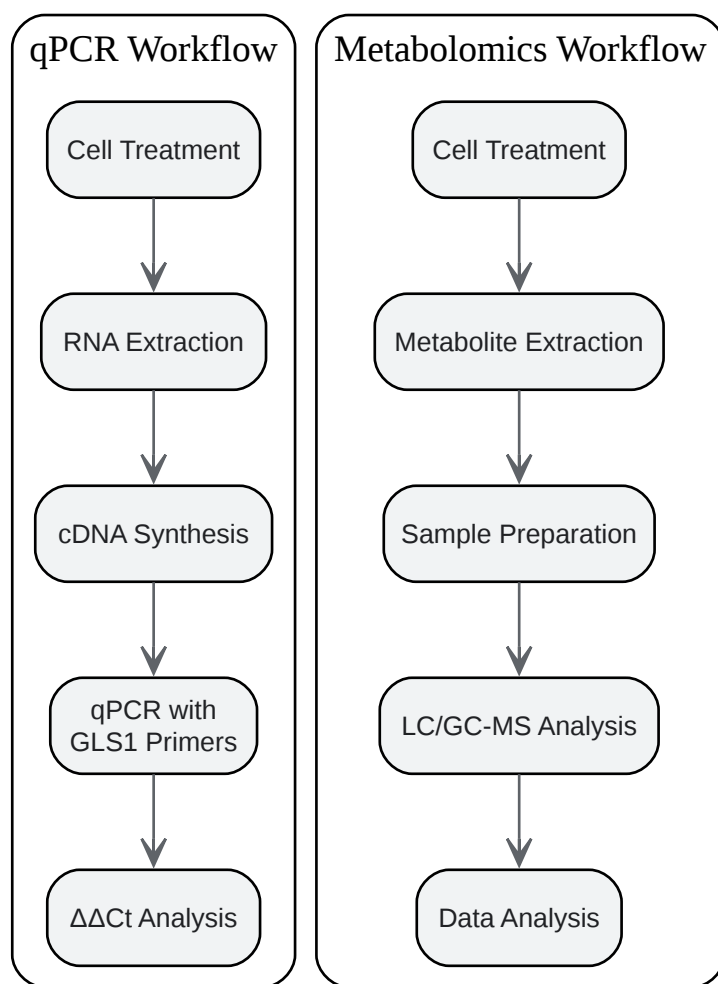 qPCR Workflow
Cell Treatment
RNA Extraction
cDNA Synthesis
qPCR with
GLS1 Primers
ΔΔCt Analysis
Metabolomics Workflow
Cell Treatment
Metabolite Extraction
Sample Preparation
LC/GC-MS Analysis
Data Analysis